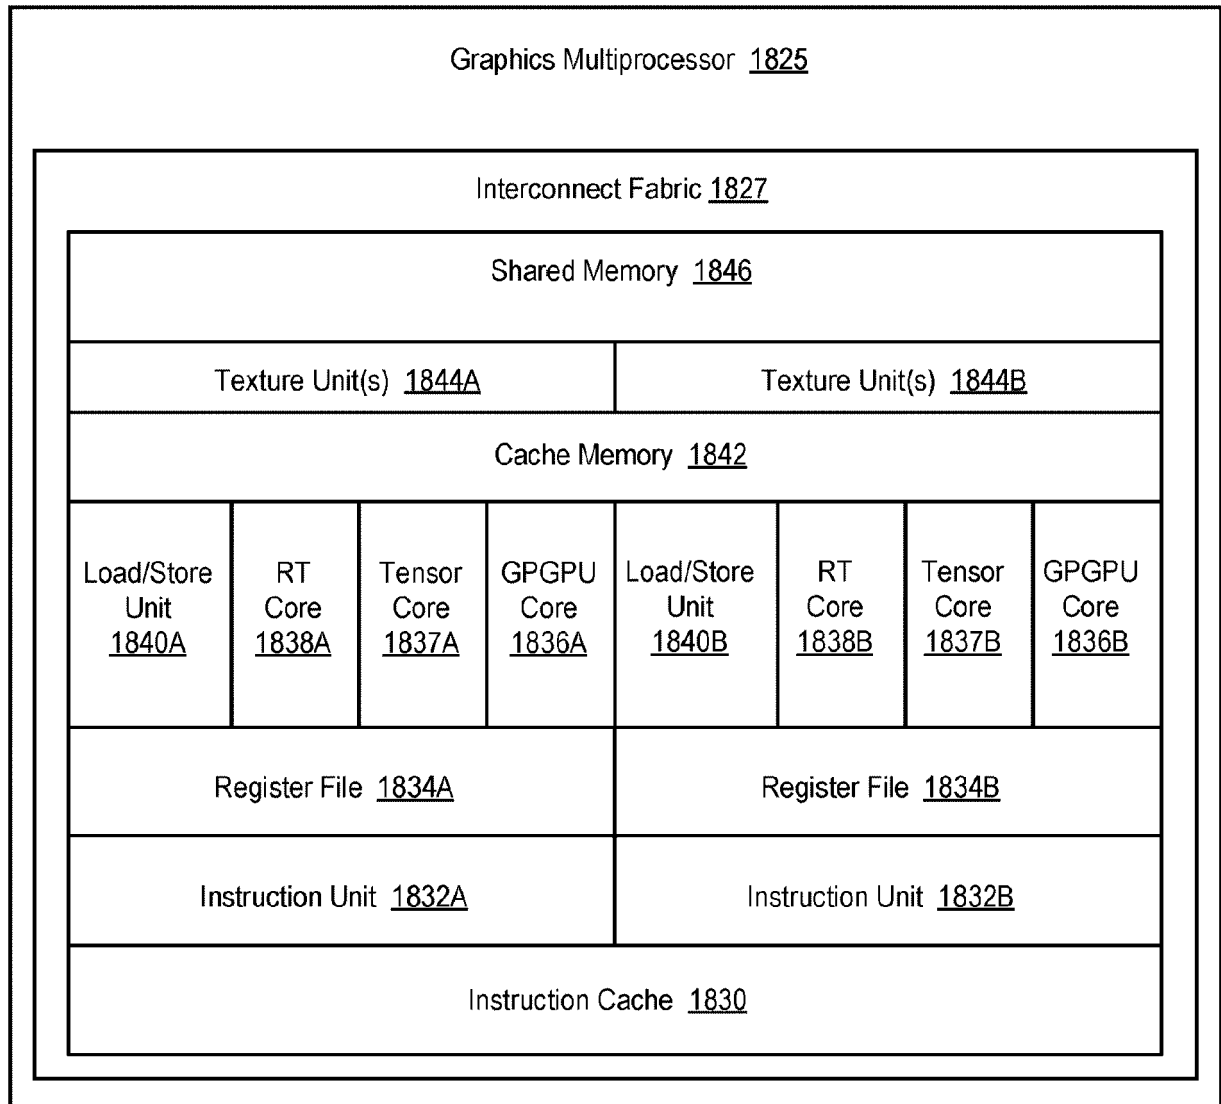 Graphics Multiprocessor 1825
Interconnect Fabric 1827
Shared Memory 1846
Texture Unit(s) 1844A
Texture Unit(s) 1844B
Cache Memory 1842
Load/Store
Unit
1840A
RT
Core
1838A
Tensor
Core
1837A
GPGPU
Core
1836A
Load/Store
Unit
1840B
RT
Core
1838B
Tensor
Core
1837B
GPGPU
Core
1836B
Register File 1834A
Register File 1834B
Instruction Unit 1832A
Instruction Unit 1832B
Instruction Cache 1830